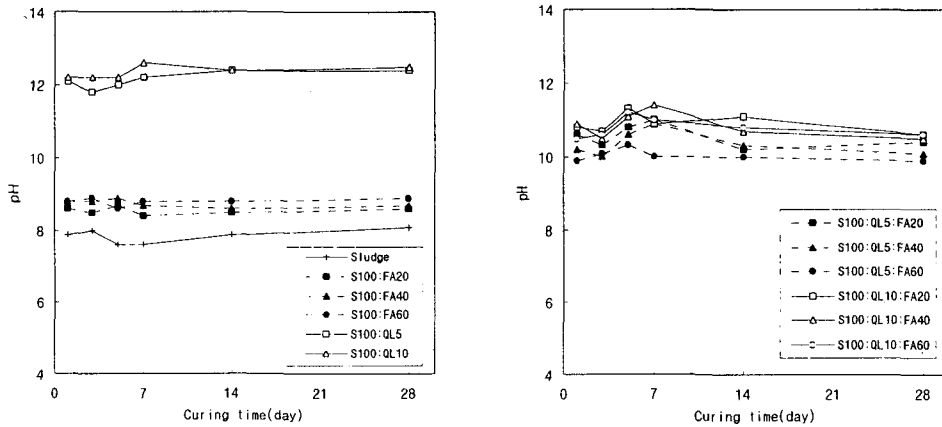 14
12
10
8
6
4
pH
0
7
14
21
28
Curing time(day)
Sludge
S100:FA20
S100:FA40
S100:FA60
S100:QL5
S100:QL10
14
12
10
8
6
4
pH
0
7
14
21
28
Curing time(day)
S100:QL5:FA20
S100:QL5:FA40
S100:QL5:FA60
S100:QL10:FA20
S100:QL10:FA40
S100:QL10:FA60